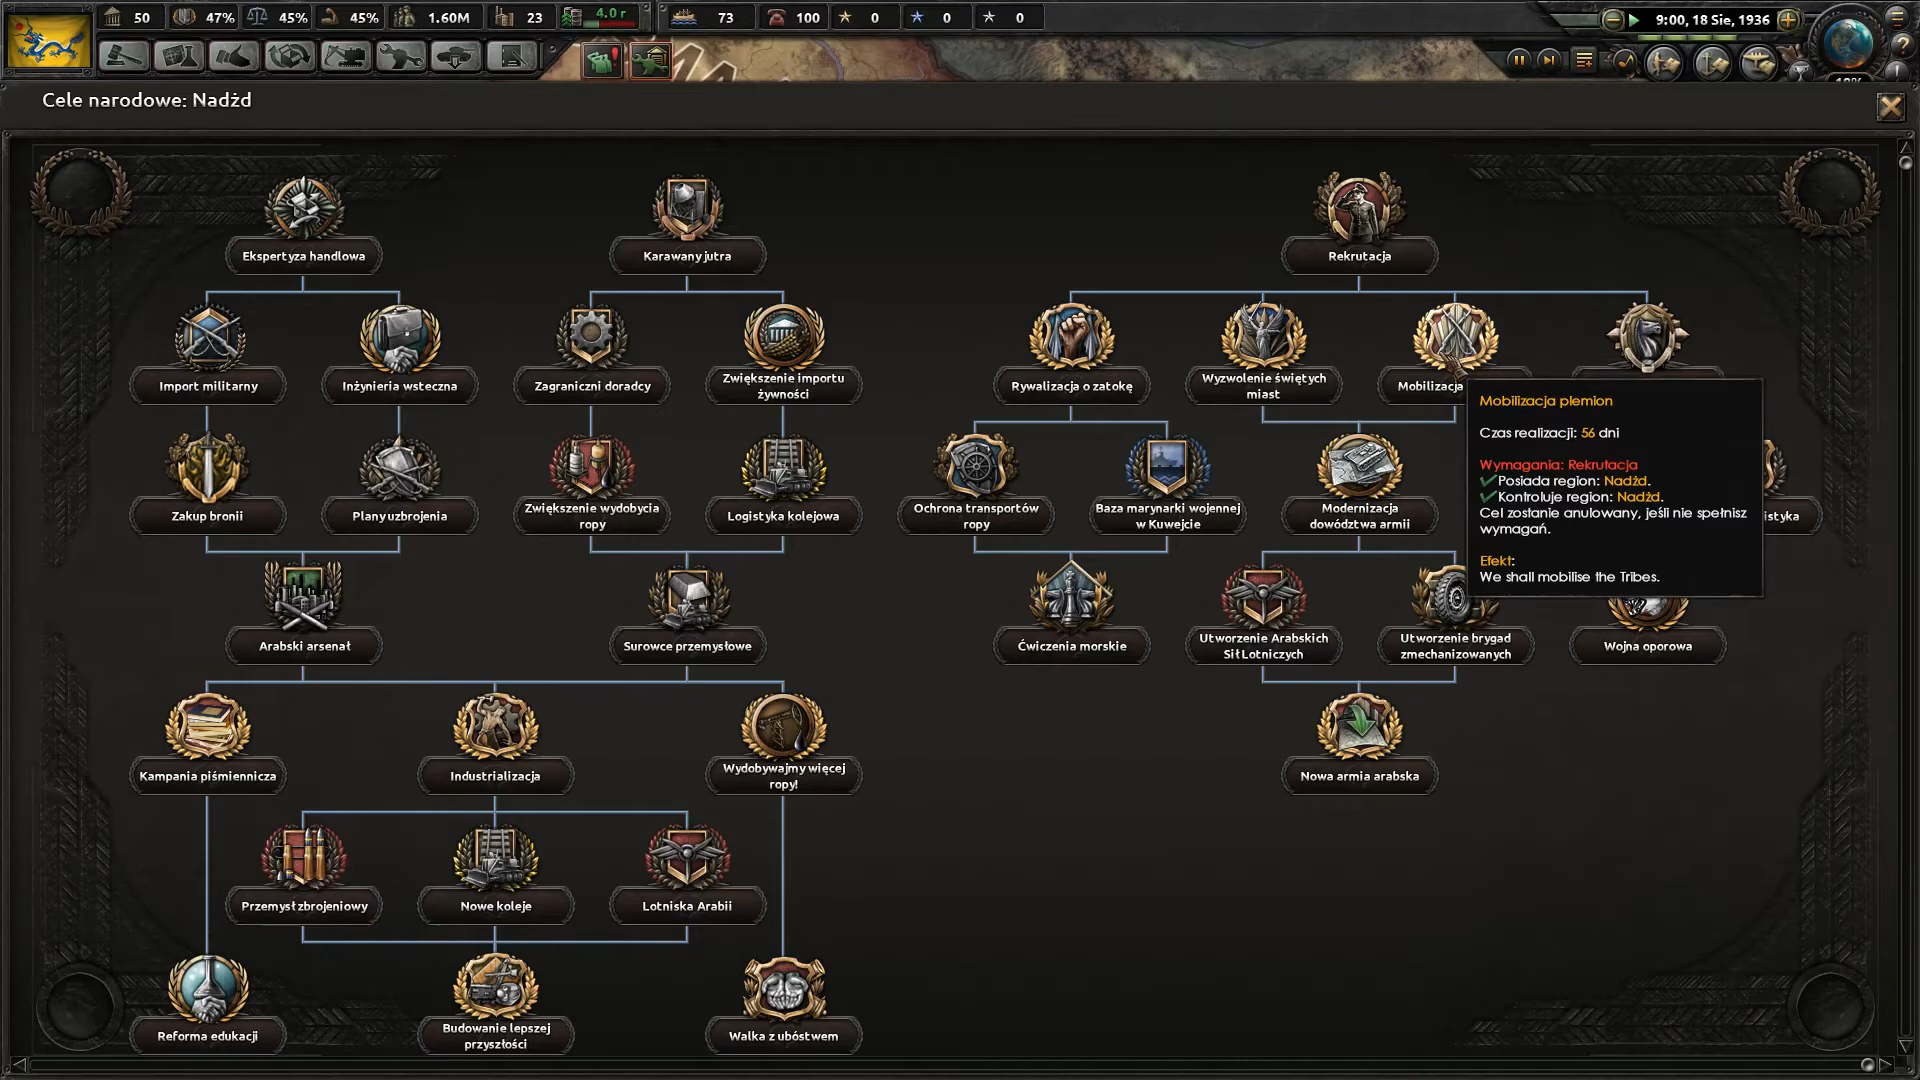 50
47%
45%
45%
1.60M
23
4.0 r
73
100
0
0
0
9:00, 18 Sie, 1936
Cele narodowe: Nadżd
Ekspertyza handlowa
Karawany jutra
Rekrutacja
Import militarny
Inżynieria wsteczna
Zagraniczni doradcy
Zwiększenie importu
żywności
Rywalizacja o zatokę
Wyzwolenie świętych
miast
Mobilizacja
Mobilizacja plemion
Czas realizacji: 56 dni
Wymagania: Rekrutacja
Posiada region: Nadżd.
Kontroluje region: Nadżd.
Cel zostanie anulowany, jeśli nie spełnisz
wymagań.
Efekt:
We shall mobilise the Tribes.
Zakup bronii
Plany uzbrojenia
Zwiększenie wydobycia
ropy
Logistyka kolejowa
Ochrona transportów
ropy
Baza marynarki wojennej
w Kuwejcie
Modernizacja
dowództwa armii
istyka
Arabski arsenał
Surowce przemysłowe
Ćwiczenia morskie
Utworzenie Arabskich
Sił Lotniczych
Utworzenie brygad
zmechanizowanych
Wojna oporowa
Kampania piśmiennicza
Industrializacja
Wydobywajmy więcej
ropy!
Nowa armia arabska
Przemysł zbrojeniowy
Nowe koleje
Lotniska Arabii
Reforma edukacji
Budowanie lepszej
przyszłości
Walka z ubóstwem